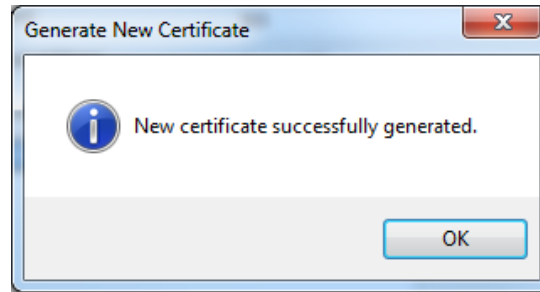 Generate New Certificate
New certificate successfully generated.
OK